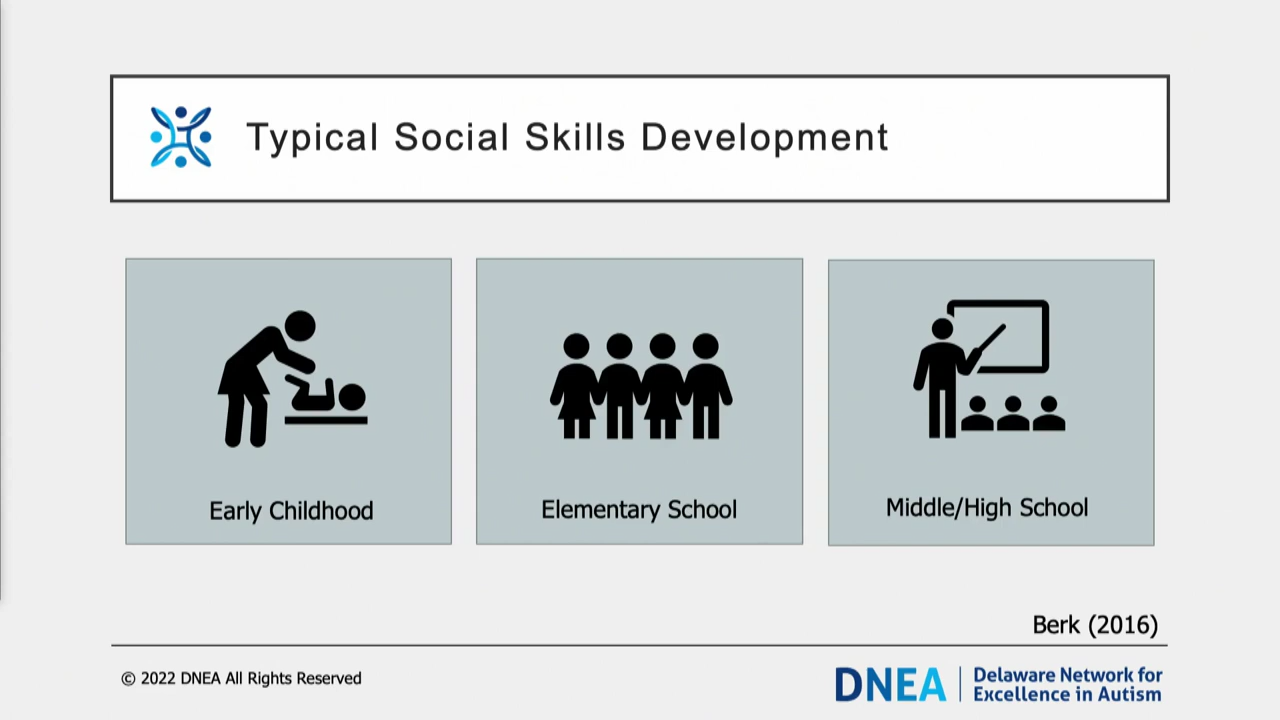 Typical Social Skills Development
Early Childhood
Elementary School
Middle/High School
Berk (2016)
© 2022 DNEA All Rights Reserved
DNEA
Delaware Network for
Excellence in Autism